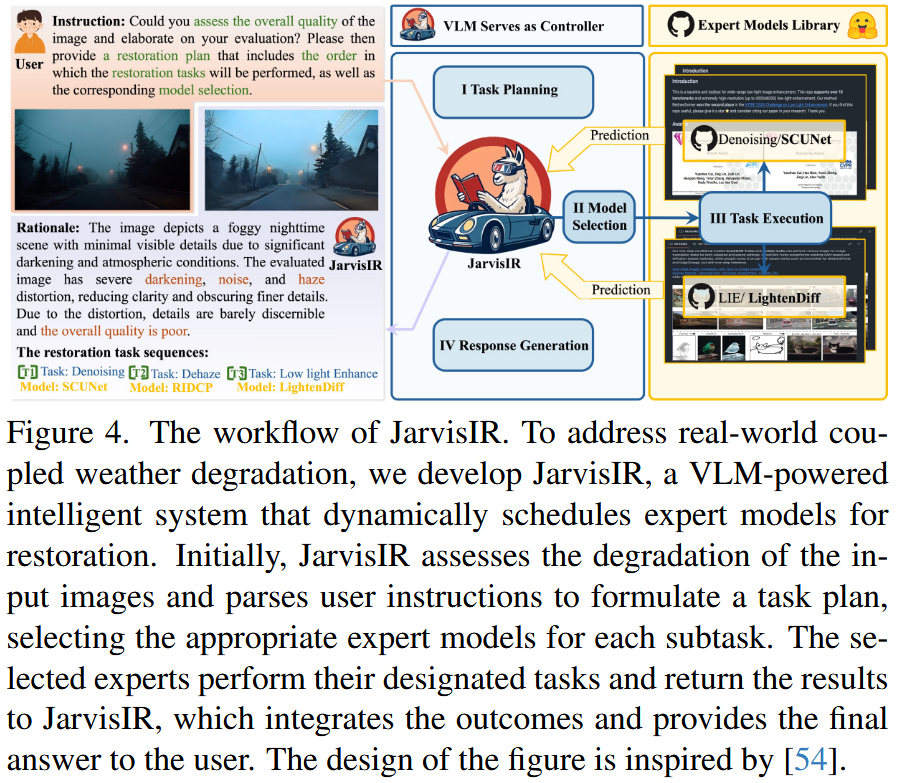 Instruction: Could you assess the overall quality of the
image and elaborate on your evaluation? Please then
provide a restoration plan that includes the order in
which the restoration tasks will be performed, as well as
the corresponding model selection.
User
Rationale: The image depicts a foggy nighttime
scene with minimal visible details due to significant
darkening and atmospheric conditions. The evaluated
image has severe darkening, noise, and haze
distortion, reducing clarity and obscuring finer details.
Due to the distortion, details are barely discernible
and the overall quality is poor.
JarvisIR
The restoration task sequences:
[T1] Task: Denoising [T2] Task: Dehaze [T3] Task: Low light Enhance
Model: SCUNet Model: RIDCP Model: LightenDiff
VLM Serves as Controller
I Task Planning
JarvisIR
II Model
Selection
IV Response Generation
Expert Models Library
Introduction
Introduction
Prediction
Denoising/SCUNet
III Task Execution
Prediction
LIE/ LightenDiff
Figure 4. The workflow of JarvisIR. To address real-world cou-
pled weather degradation, we develop JarvisIR, a VLM-powered
intelligent system that dynamically schedules expert models for
restoration. Initially, JarvisIR assesses the degradation of the in-
put images and parses user instructions to formulate a task plan,
selecting the appropriate expert models for each subtask. The se-
lected experts perform their designated tasks and return the results
to JarvisIR, which integrates the outcomes and provides the final
answer to the user. The design of the figure is inspired by [54].